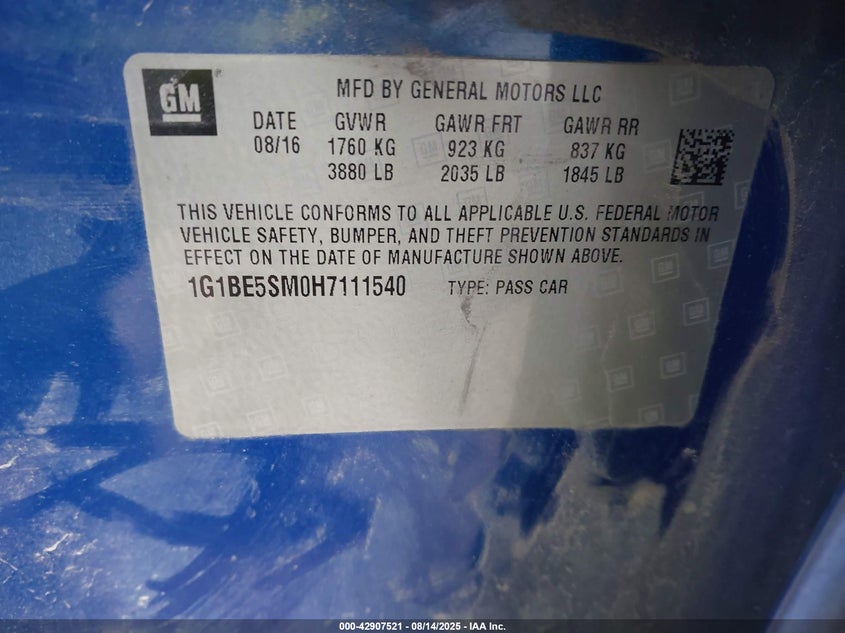 GM
MFD BY GENERAL MOTORS LLC
DATE GVWR GAWR FRT GAWR RR
08/16 1760 KG 923 KG 837 KG
3880 LB 2035 LB 1845 LB
THIS VEHICLE CONFORMS TO ALL APPLICABLE U.S. FEDERAL MOTOR
VEHICLE SAFETY, BUMPER, AND THEFT PREVENTION STANDARDS IN
EFFECT ON THE DATE OF MANUFACTURE SHOWN ABOVE.
1G1BE5SM0H7111540 TYPE: PASS CAR
000-42907521 - 08/14/2025 - IAA Inc.